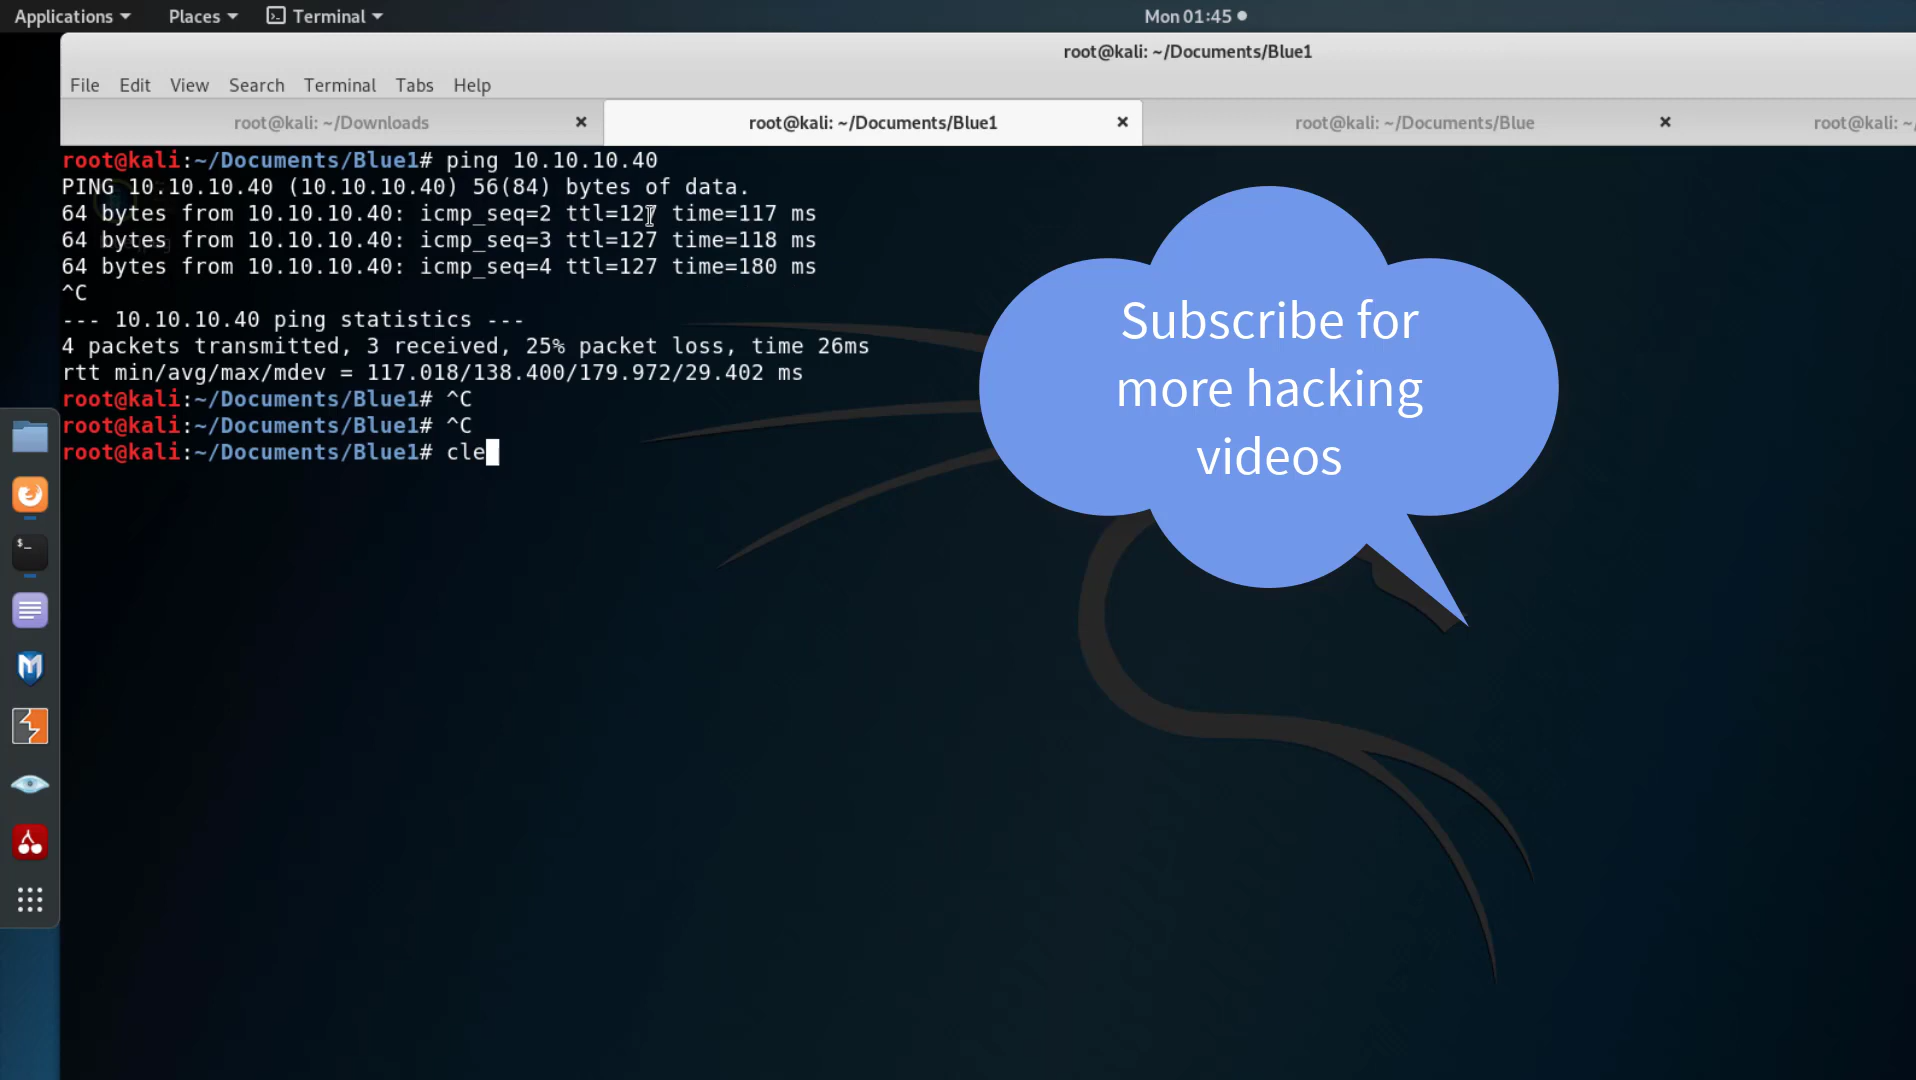 Applications Places Terminal Mon 01:45
root@kali: ~/Documents/Blue1
File Edit View Search Terminal Tabs Help
root@kali: ~/Downloads root@kali: ~/Documents/Blue1 root@kali: ~/Documents/Blue root@kali: ~/
root@kali:~/Documents/Blue1# ping 10.10.10.40
PING 10.10.10.40 (10.10.10.40) 56(84) bytes of data.
64 bytes from 10.10.10.40: icmp_seq=2 ttl=127 time=117 ms
64 bytes from 10.10.10.40: icmp_seq=3 ttl=127 time=118 ms
64 bytes from 10.10.10.40: icmp_seq=4 ttl=127 time=180 ms
^C
--- 10.10.10.40 ping statistics ---
4 packets transmitted, 3 received, 25% packet loss, time 26ms
rtt min/avg/max/mdev = 117.018/138.400/179.972/29.402 ms
root@kali:~/Documents/Blue1# ^C
root@kali:~/Documents/Blue1# ^C
root@kali:~/Documents/Blue1# cle
Subscribe for
more hacking
videos